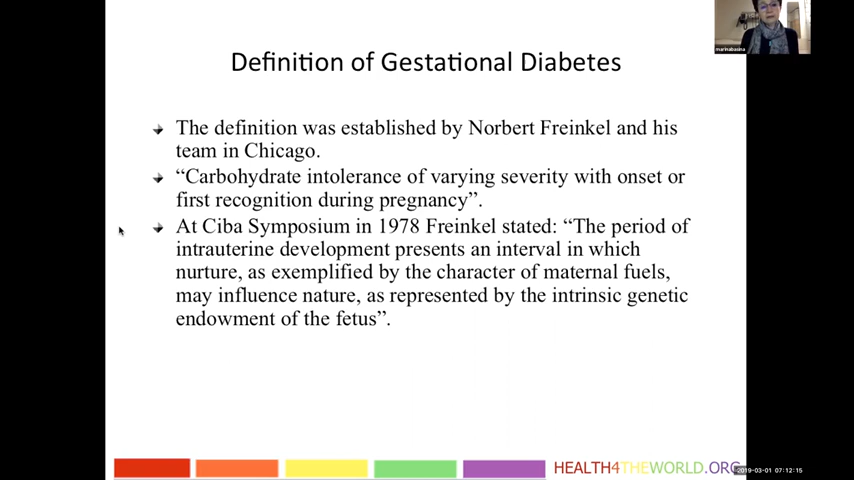 marinabasina
Definition of Gestational Diabetes
The definition was established by Norbert Freinkel and his
team in Chicago.
“Carbohydrate intolerance of varying severity with onset or
first recognition during pregnancy”.
At Ciba Symposium in 1978 Freinkel stated: “The period of
intrauterine development presents an interval in which
nurture, as exemplified by the character of maternal fuels,
may influence nature, as represented by the intrinsic genetic
endowment of the fetus”.
HEALTH4THEWORLD.ORG
2019-03-01 07:12:15